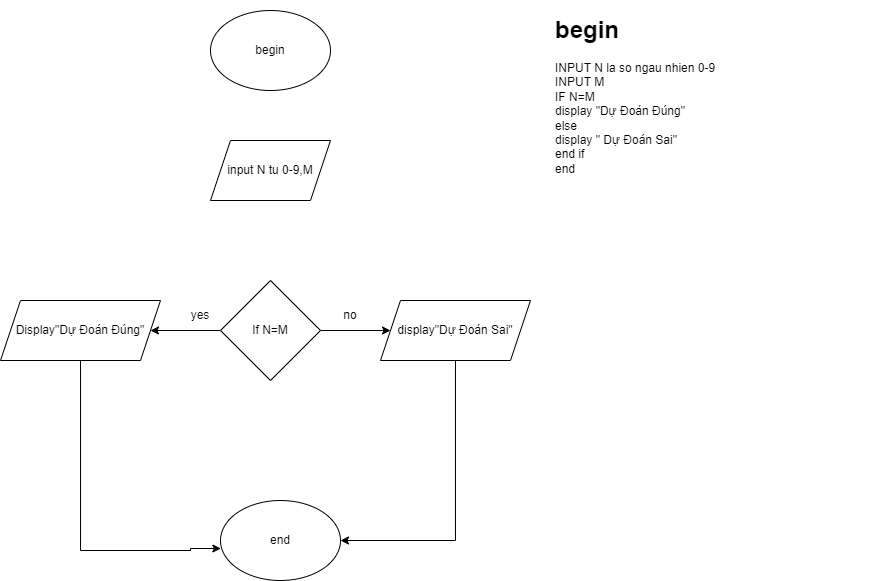 begin
input N tu 0-9,M
yes
no
Display"Dự Đoán Đúng"
If N=M
display"Dự Đoán Sai"
end
begin
INPUT N la so ngau nhien 0-9
INPUT M
IF N=M
display "Dự Đoán Đúng"
else
display " Dự Đoán Sai"
end if
end